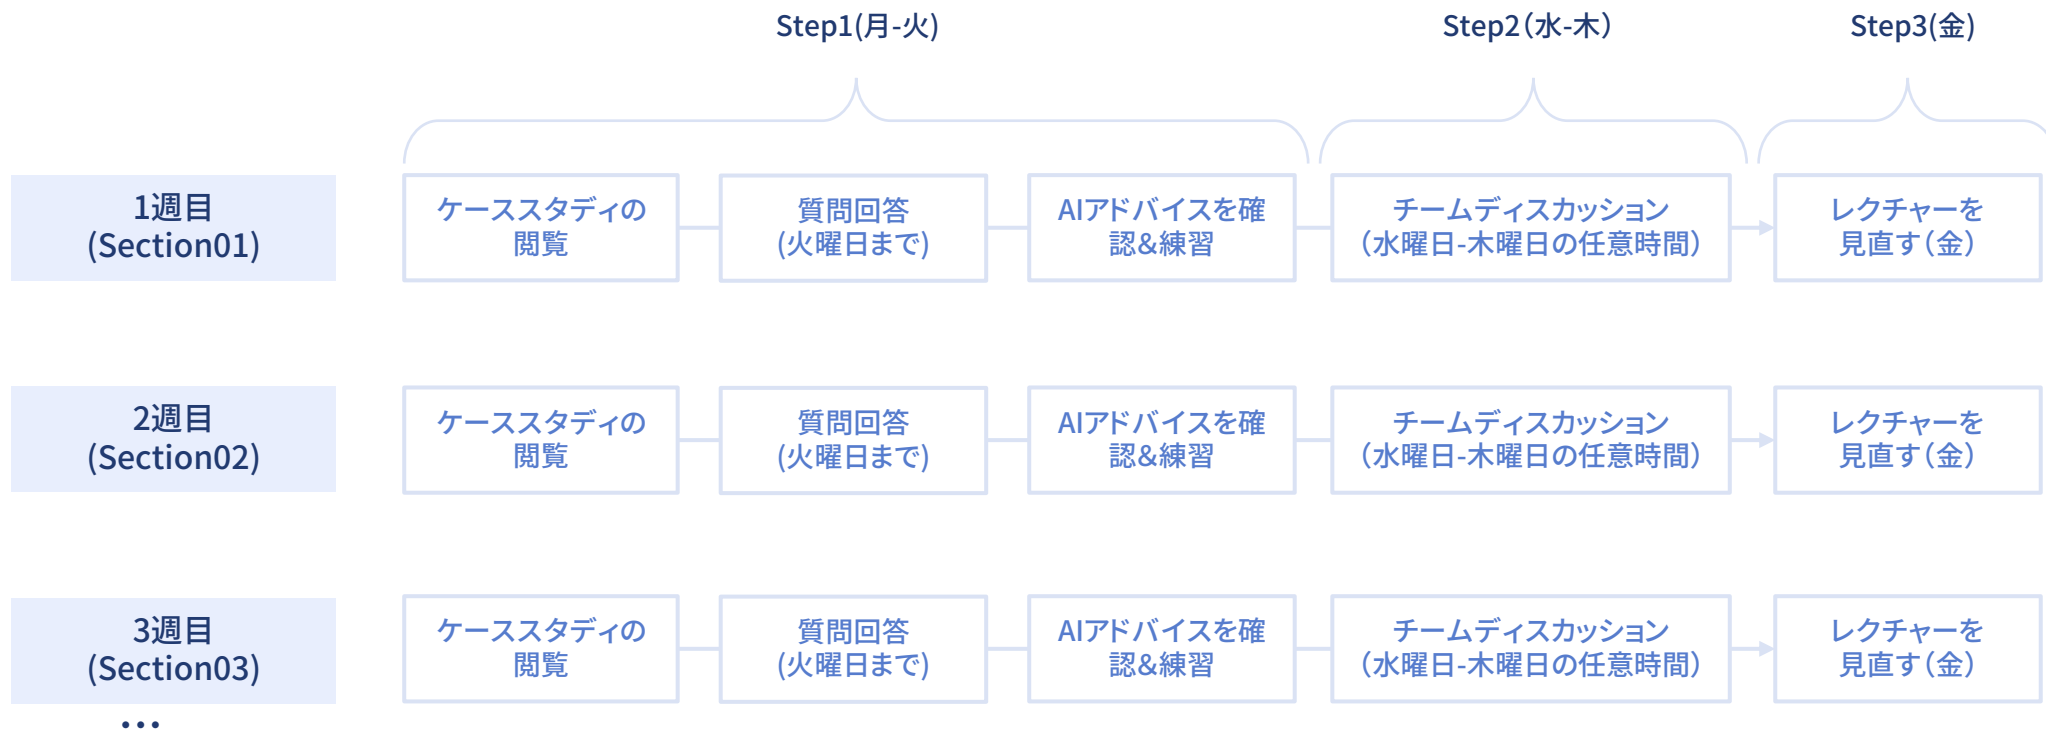 Step1(月-火)
Step2（水-木）
Step3(金)
1週目
(Section01)
ケーススタディの
閲覧
質問回答
(火曜日まで)
AIアドバイスを確
認&練習
チームディスカッション
（水曜日-木曜日の任意時間）
レクチャーを
見直す（金）
2週目
(Section02)
ケーススタディの
閲覧
質問回答
(火曜日まで)
AIアドバイスを確
認&練習
チームディスカッション
（水曜日-木曜日の任意時間）
レクチャーを
見直す（金）
3週目
(Section03)
ケーススタディの
閲覧
質問回答
(火曜日まで)
AIアドバイスを確
認&練習
チームディスカッション
（水曜日-木曜日の任意時間）
レクチャーを
見直す（金）
…